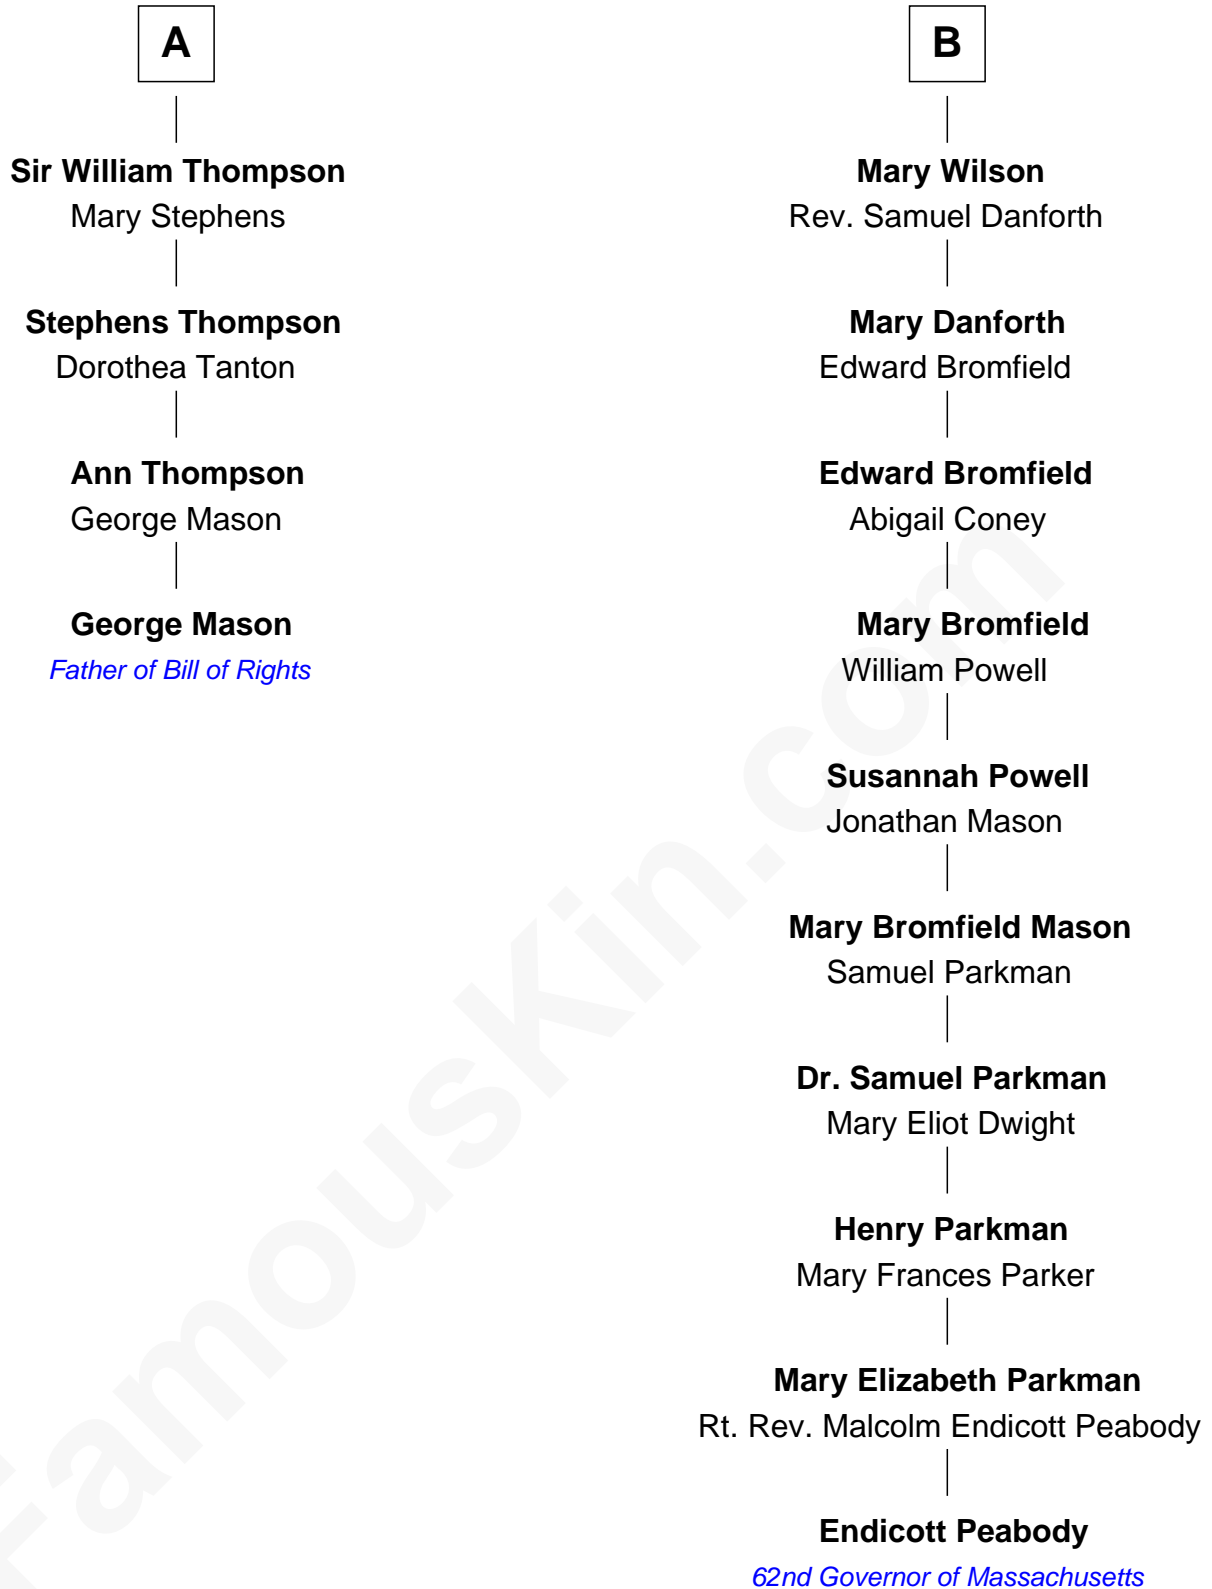 A
Sir William Thompson
Mary Stephens
Stephens Thompson
Dorothea Tanton
Ann Thompson
George Mason
George Mason
Father of Bill of Rights
B
Mary Wilson
Rev. Samuel Danforth
Mary Danforth
Edward Bromfield
Edward Bromfield
Abigail Coney
Mary Bromfield
William Powell
Susannah Powell
Jonathan Mason
Mary Bromfield Mason
Samuel Parkman
Dr. Samuel Parkman
Mary Eliot Dwight
Henry Parkman
Mary Frances Parker
Mary Elizabeth Parkman
Rt. Rev. Malcolm Endicott Peabody
Endicott Peabody
62nd Governor of Massachusetts
FamousKin.com